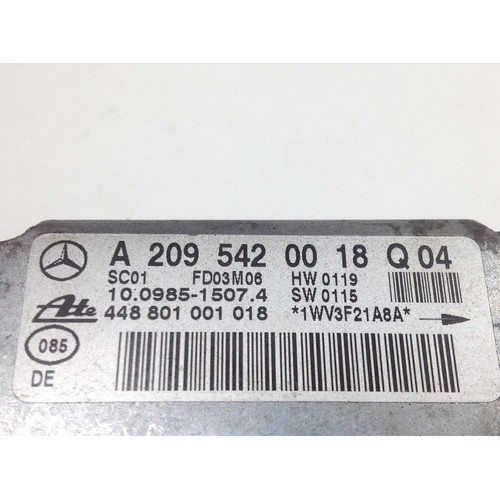 A 209 542 00 18 Q 04
SC01 FD03M06 HW 0119
10.0985-1507.4 SW 0115
Ate 448 801 001 018 *1WV3F21A8A*
085
DE